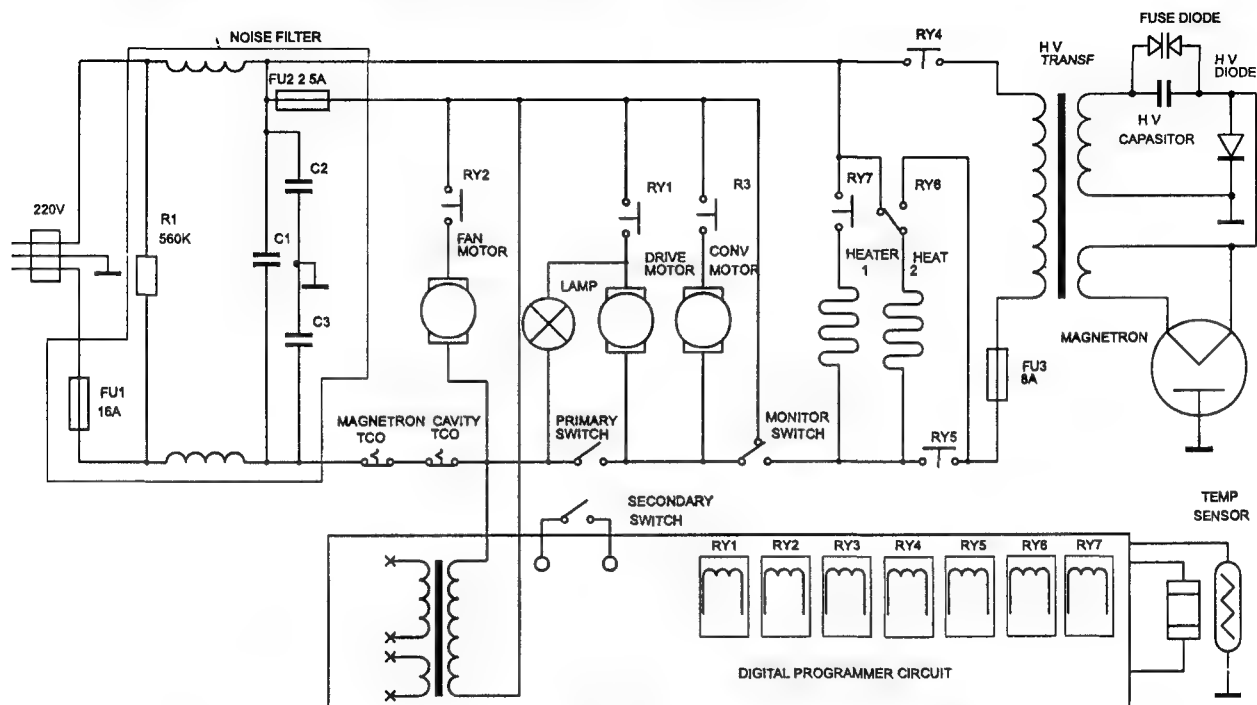 NOISE FILTER
RY4
FUSE DIODE
H V
TRANSF
H V
DIODE
FU2 2 5A
H V
CAPASITOR
C2
RY2
RY1
R3
RY7
RY6
220V
R1
560K
C1
FAN
MOTOR
DRIVE
MOTOR
CONV
MOTOR
HEATER
1
HEAT
2
LAMP
C3
MAGNETRON
FU1
16A
FU3
8A
MAGNETRON
TCO
CAVITY
TCO
PRIMARY
SWITCH
MONITOR
SWITCH
RY5
SECONDARY
SWITCH
TEMP
SENSOR
RY1 RY2 RY3 RY4 RY5 RY6 RY7
DIGITAL PROGRAMMER CIRCUIT